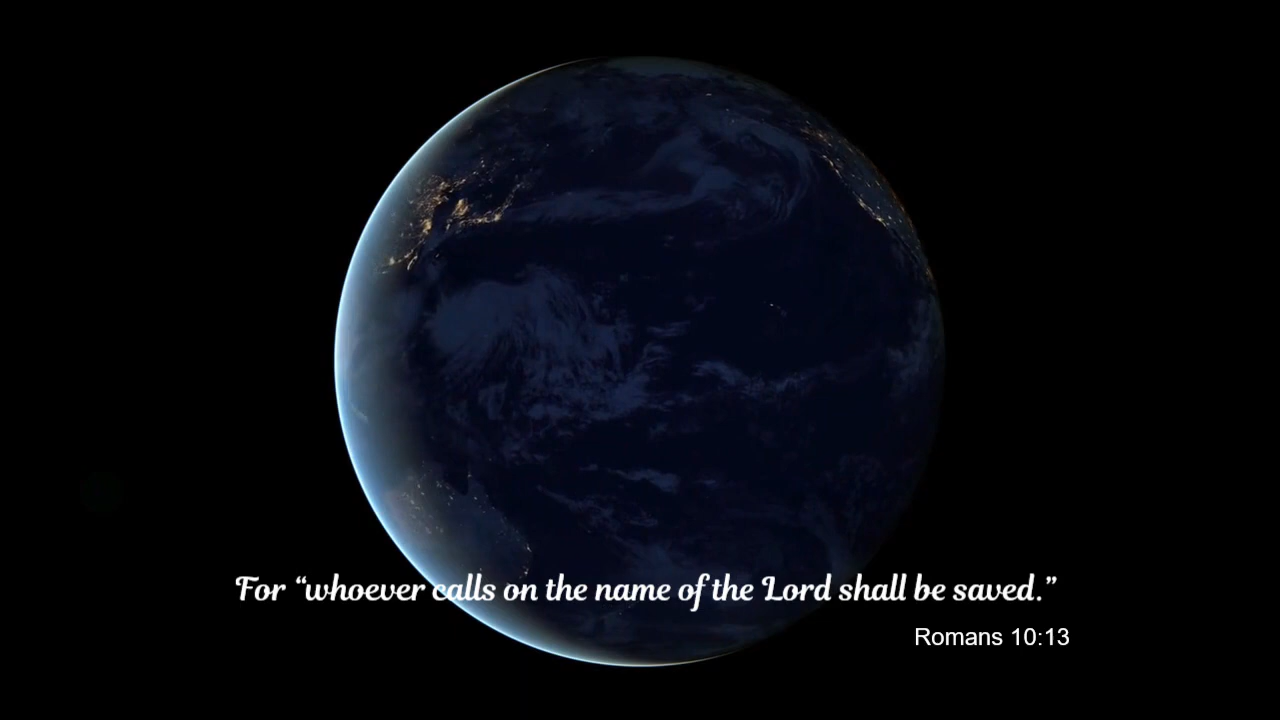 For “whoever calls on the name of the Lord shall be saved.”
Romans 10:13